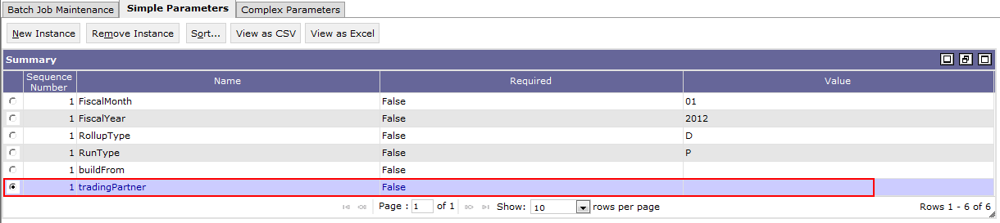 Batch Job Maintenance Simple Parameters Complex Parameters
New Instance Remove Instance Sort... View as CSV View as Excel
Summary
Sequence Number Name Required Value
1 FiscalMonth False 01
1 FiscalYear False 2012
1 RollupType False D
1 RunType False P
1 buildFrom False
1 tradingPartner False
Page : 1 of 1 Show: 10 rows per page Rows 1 - 6 of 6